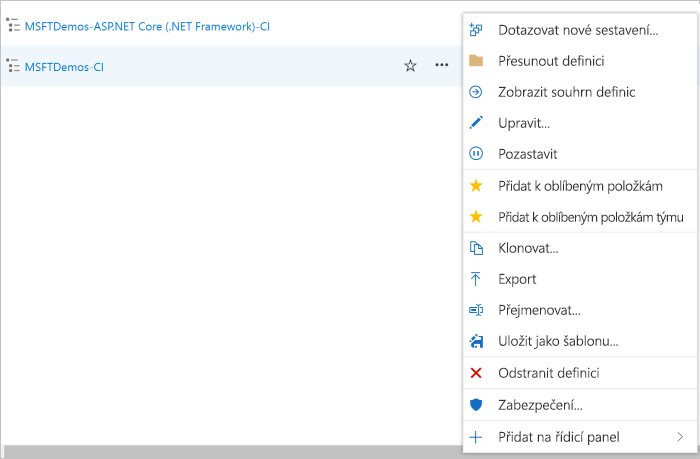 MSFTDemos-ASP.NET Core (.NET Framework)-CI
MSFTDemos-CI
Dotazovat nové sestavení...
Přesunout definici
Zobrazit souhrn definic
Upravit...
Pozastavit
Přidat k oblíbeným položkám
Přidat k oblíbeným položkám týmu
Klonovat...
Export
Přejmenovat...
Uložit jako šablonu...
Odstranit definici
Zabezpečení...
Přidat na řídicí panel